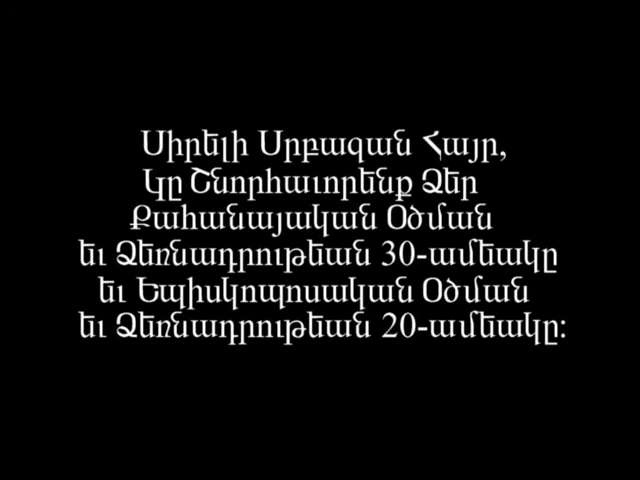 Սիրելի Սրբազան Հայր,
Կը Շնորհաւորենք Ձեր
Քահանայական Օծման
եւ Ձեռնադրութեան 30-ամեակը
եւ Եպիսկոպոսական Օծման
եւ Ձեռնադրութեան 20-ամեակը: